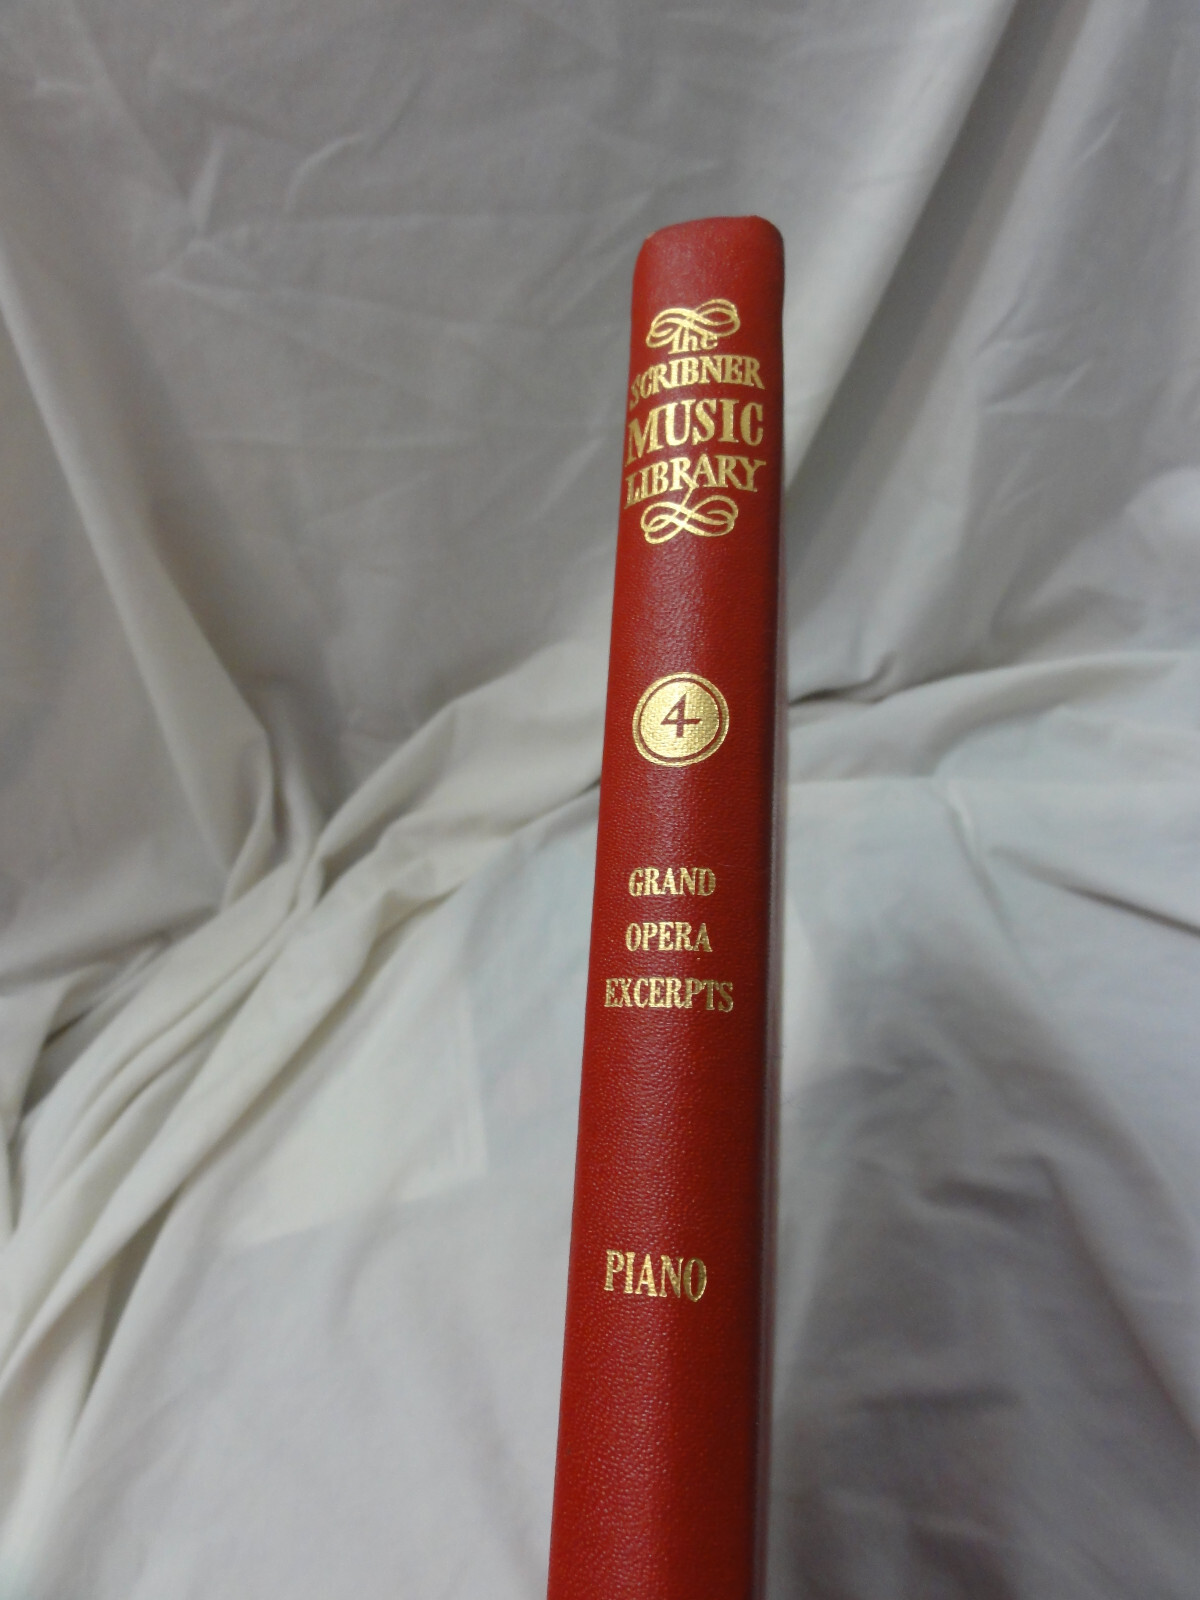 The
SCRIBNER
MUSIC
LIBRARY
4
GRAND
OPERA
EXCERPTS
PIANO